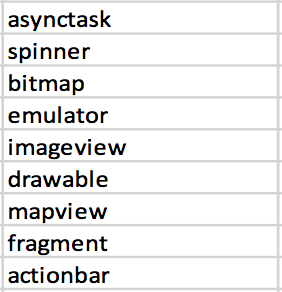 asynctask
spinner
bitmap
emulator
imageview
drawable
mapview
fragment
actionbar